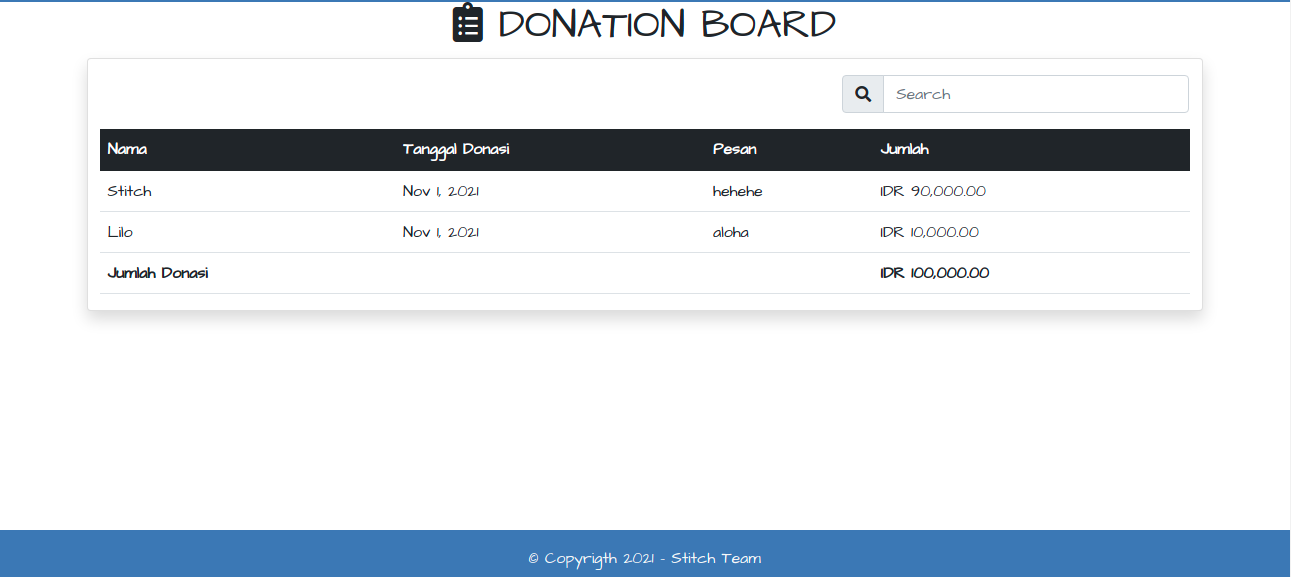 DONATION BOARD
Search
Nama Tanggal Donasi Pesan Jumlah
Stitch Nov 1, 2021 hehehe IDR 90,000.00
Lilo Nov 1, 2021 aloha IDR 10,000.00
Jumlah Donasi IDR 100,000.00
© Copyrigth 2021 - Stitch Team